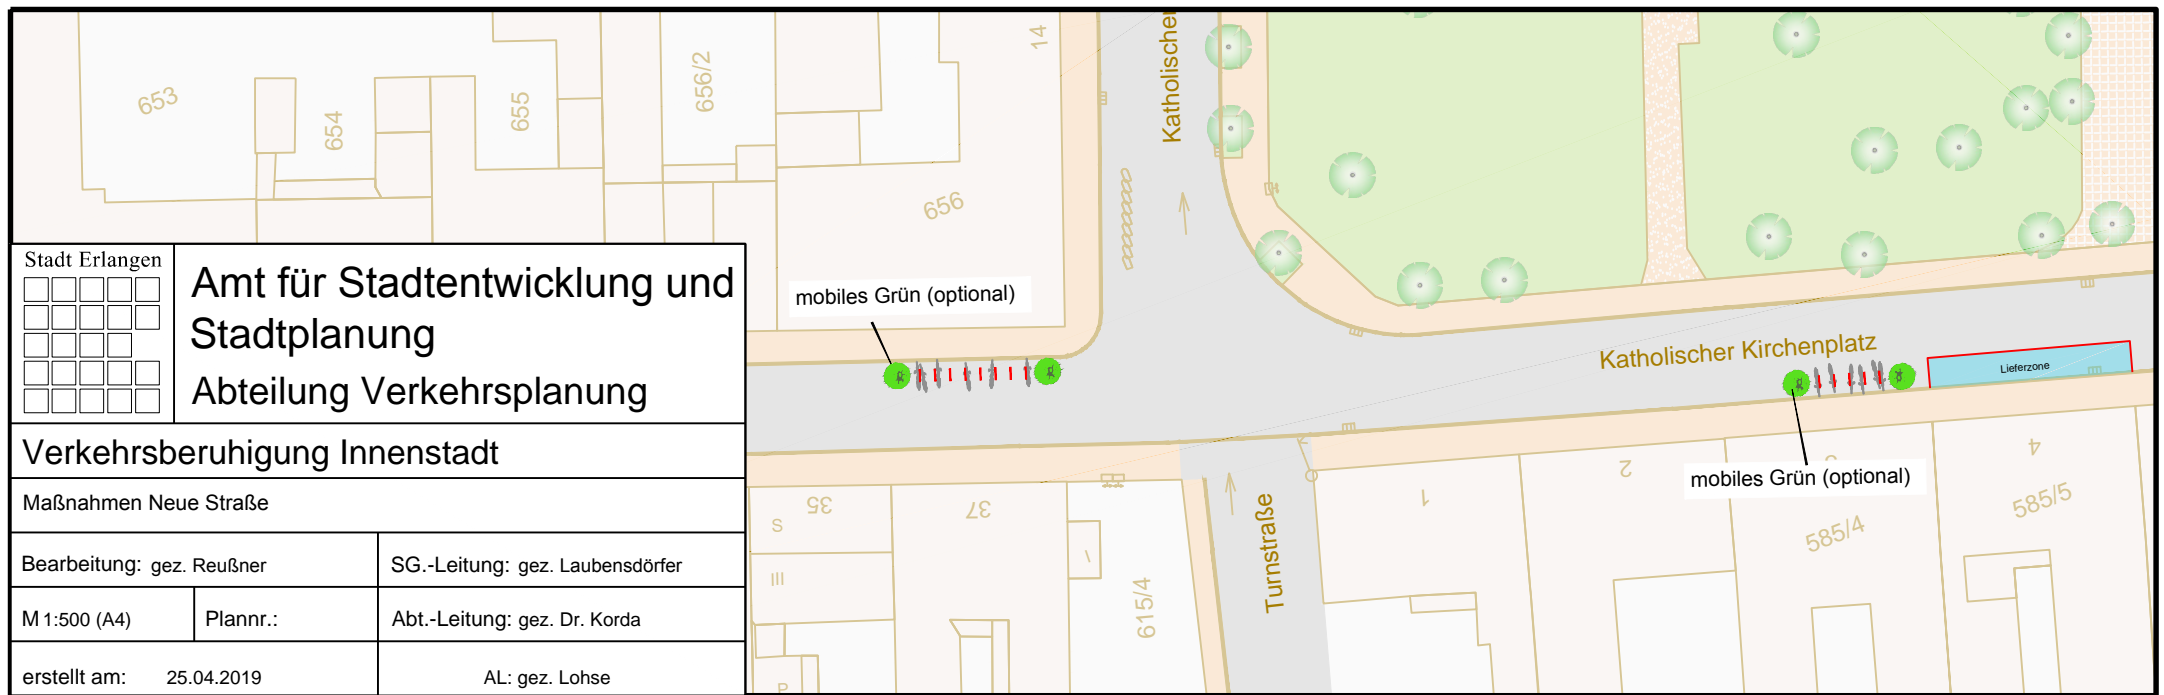 653
654
655
656/2
14
656
Katholischer
Stadt Erlangen
Amt für Stadtentwicklung und
Stadtplanung
Abteilung Verkehrsplanung
Verkehrsberuhigung Innenstadt
Maßnahmen Neue Straße
Bearbeitung: gez. Reußner
SG.-Leitung: gez. Laubensdörfer
M 1:500 (A4)
Plannr.:
Abt.-Leitung: gez. Dr. Korda
erstellt am: 25.04.2019
AL: gez. Lohse
mobiles Grün (optional)
Katholischer Kirchenplatz
Lieferzone
mobiles Grün (optional)
35
37
S
III
I
P
615/4
Turnstraße
1
2
4
585/4
585/5